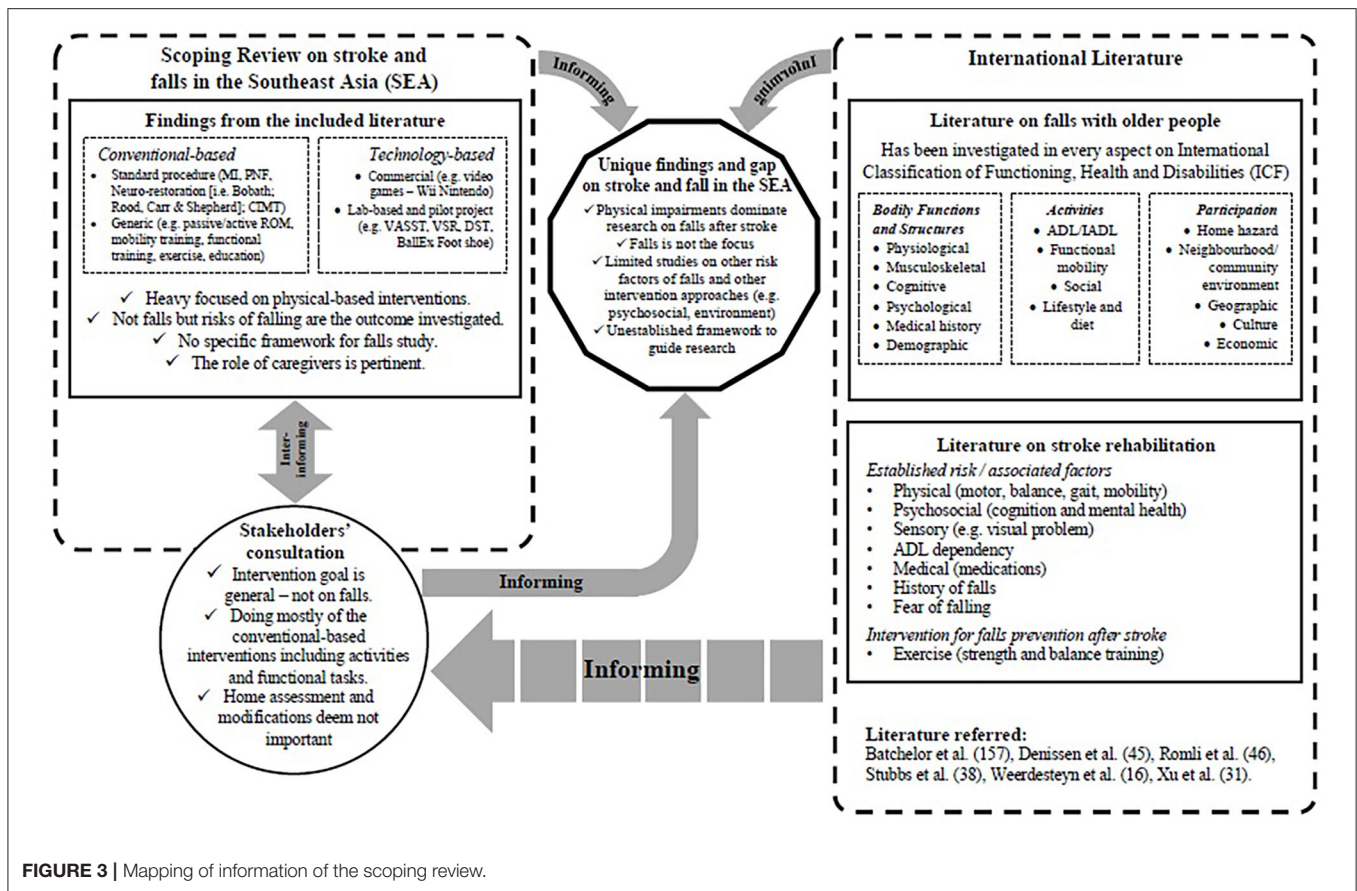 Scoping Review on stroke and
falls in the Southeast Asia (SEA)
Findings from the included literature
Conventional-based
• Standard procedure (MI, PNF,
Neuro-restoration [i.e. Bobath;
Rood, Carr & Shepherd]; CIMT)
• Generic (e.g. passive/active ROM,
mobility training, functional
training, exercise, education)
Technology-based
• Commercial (e.g. video
games – Wii Nintendo)
• Lab-based and pilot project
(e.g. VASST, VSR, DST,
BallEx Foot shoe)
✓ Heavy focused on physical-based interventions.
✓ Not falls but risks of falling are the outcome investigated.
✓ No specific framework for falls study.
✓ The role of caregivers is pertinent.
Inter-
informing
Stakeholders'
consultation
✓ Intervention goal is
general – not on falls.
✓ Doing mostly of the
conventional-based
interventions including activities
and functional tasks.
✓ Home assessment and
modifications deem not
important
Informing
Informing
Unique findings and gap
on stroke and fall in the SEA
✓ Physical impairments dominate
research on falls after stroke
✓ Falls is not the focus
✓ Limited studies on other risk
factors of falls and other
intervention approaches (e.g.
psychosocial, environment)
✓ Unestablished framework to
guide research
Informing
Informing
International Literature
Literature on falls with older people
Has been investigated in every aspect on International
Classification of Functioning, Health and Disabilities (ICF)
Bodily Functions
and Structures
• Physiological
• Musculoskeletal
• Cognitive
• Psychological
• Medical history
• Demographic
Activities
• ADL/IADL
• Functional
mobility
• Social
• Lifestyle and
diet
Participation
• Home hazard
• Neighbourhood/
community
environment
• Geographic
• Culture
• Economic
Literature on stroke rehabilitation
Established risk / associated factors
• Physical (motor, balance, gait, mobility)
• Psychosocial (cognition and mental health)
• Sensory (e.g. visual problem)
• ADL dependency
• Medical (medications)
• History of falls
• Fear of falling
Intervention for falls prevention after stroke
• Exercise (strength and balance training)
Literature referred:
Batchelor et al. (157), Denissen et al. (45), Romli et al. (46),
Stubbs et al. (38), Weerdesteyn et al. (16), Xu et al. (31).
FIGURE 3 | Mapping of information of the scoping review.